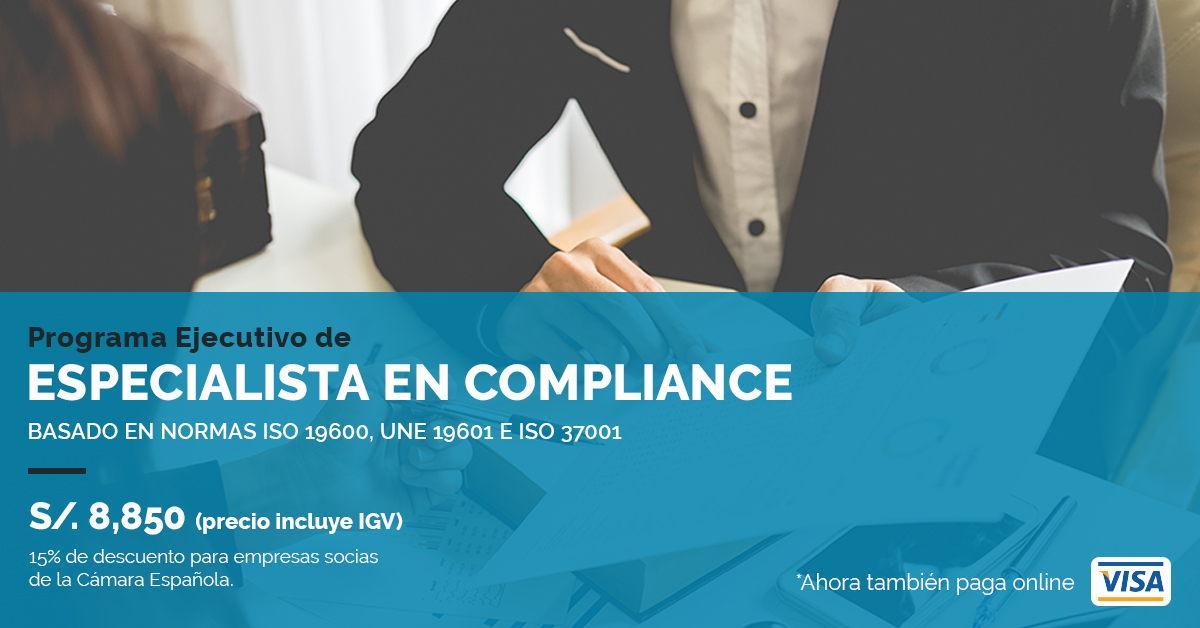 Programa Ejecutivo de
ESPECIALISTA EN COMPLIANCE
BASADO EN NORMAS ISO 19600, UNE 19601 E ISO 37001
S/. 8,850 (precio incluye IGV)
15% de descuento para empresas socias
de la Cámara Española.
*Ahora también paga online
VISA